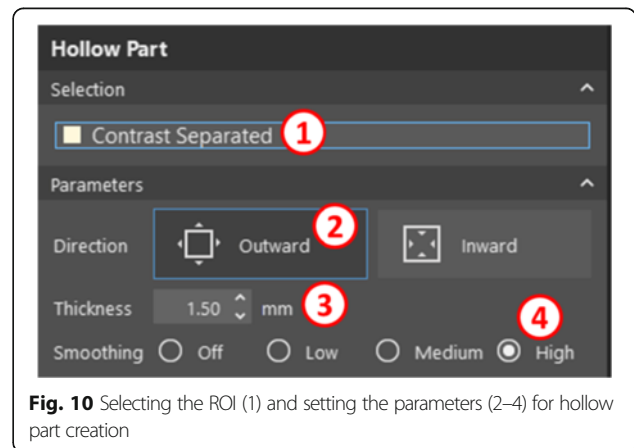 Hollow Part
Selection
Contrast Separated 1
Parameters
Direction Outward 2 Inward
Thickness 1.50 mm 3 4
Smoothing Off Low Medium High
Fig. 10 Selecting the ROI (1) and setting the parameters (2–4) for hollow
part creation